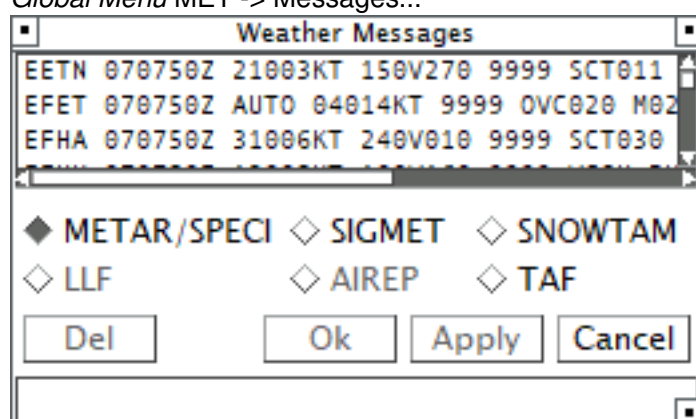 Global Menu MET -> Messages...
Weather Messages
EETN 070750Z 21003KT 150V270 9999 SCT011
EFET 070750Z AUTO 04014KT 9999 OVC020 M02
EFHA 070750Z 31006KT 240V010 9999 SCT030
METAR/SPECI SIGMET SNOWTAM
LLF AIREP TAF
Del Ok Apply Cancel